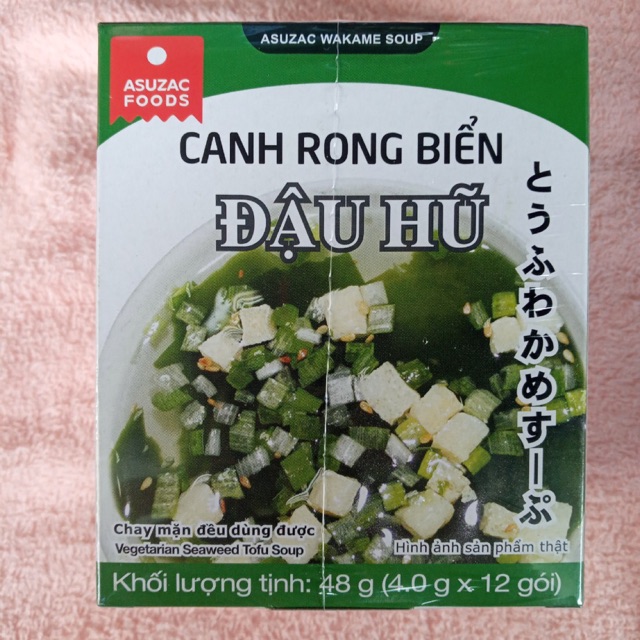 ASUZAC WAKAME SOUP
ASUZAC
FOODS
CANH RONG BIỂN
ĐẬU HŨ
とうふわかめすーぷ
Chay mặn đều dùng được
Vegetarian Seaweed Tofu Soup
Hình ảnh sản phẩm thật
Khối lượng tịnh: 48 g (4.0 g x 12 gói)